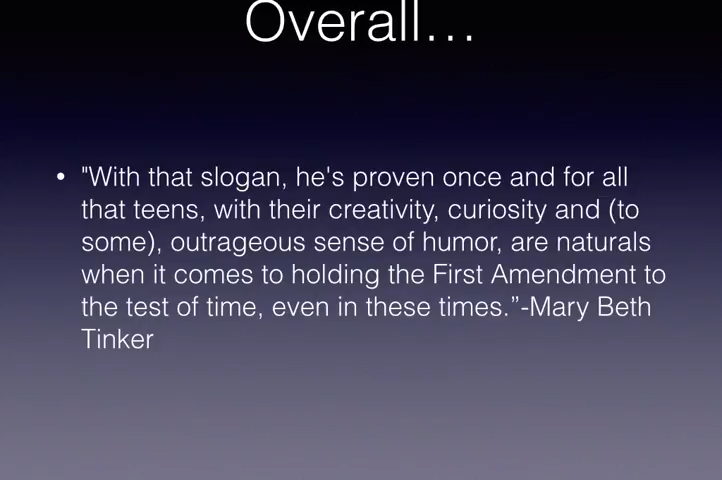 Overall...
• "With that slogan, he's proven once and for all
that teens, with their creativity, curiosity and (to
some), outrageous sense of humor, are naturals
when it comes to holding the First Amendment to
the test of time, even in these times.”-Mary Beth
Tinker